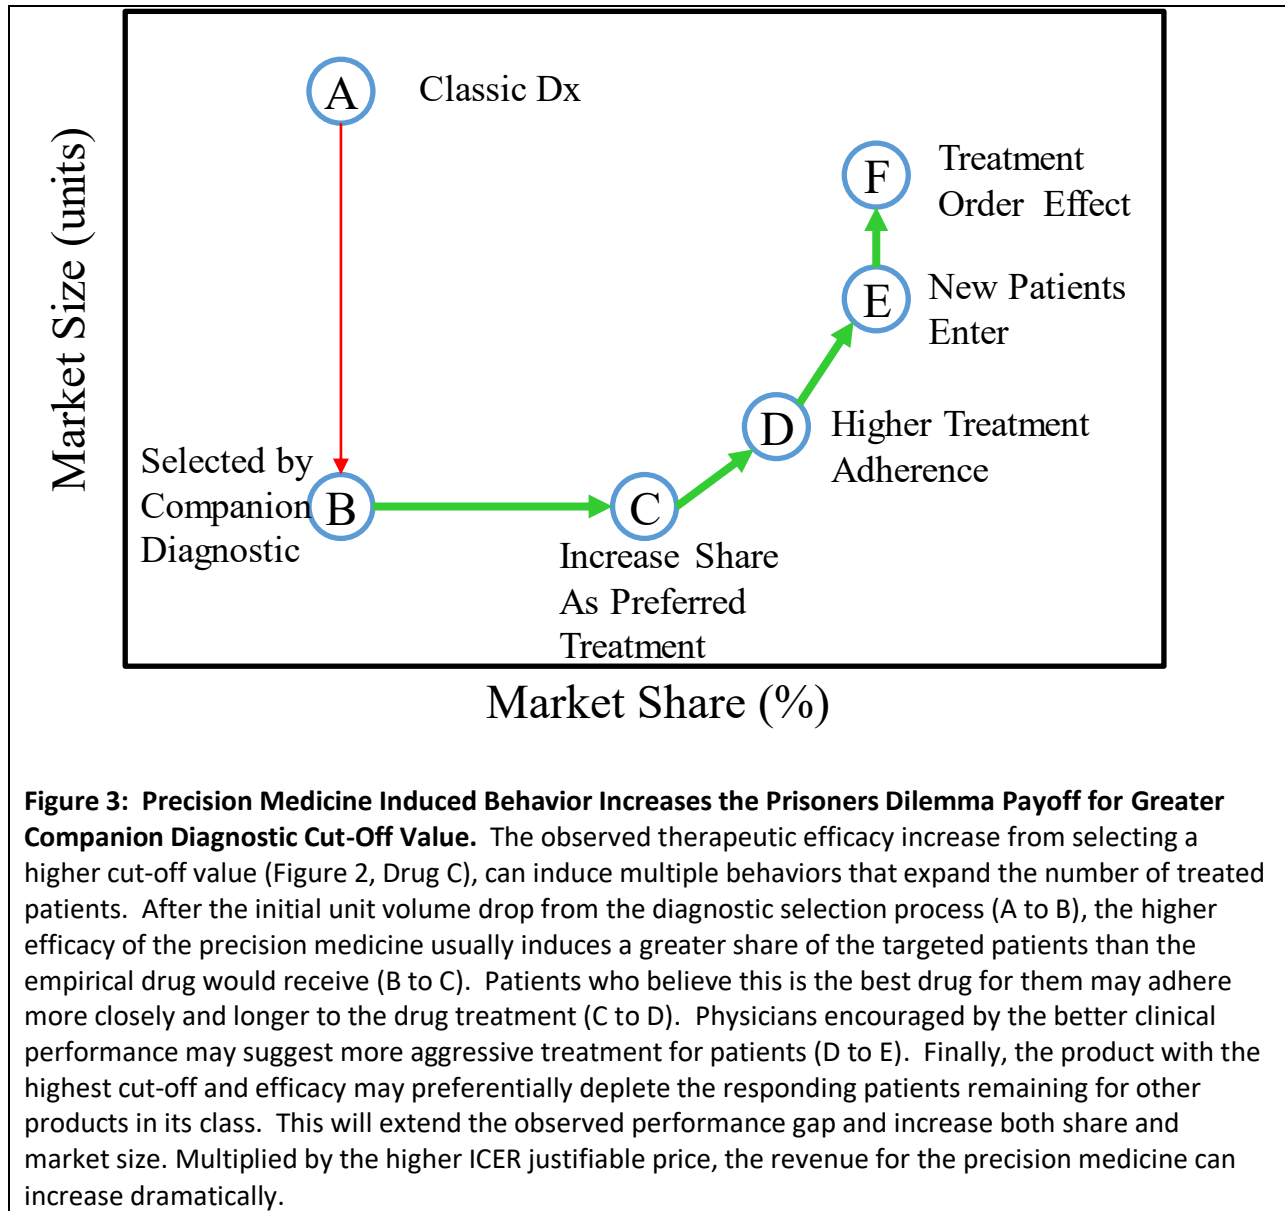 A
Classic Dx
F
Treatment
Order Effect
E
New Patients
Enter
D
Higher Treatment
Adherence
Selected by
Companion
Diagnostic
B
C
Increase Share
As Preferred
Treatment
Market Size (units)
Market Share (%)
Figure 3: Precision Medicine Induced Behavior Increases the Prisoners Dilemma Payoff for Greater
Companion Diagnostic Cut-Off Value. The observed therapeutic efficacy increase from selecting a
higher cut-off value (Figure 2, Drug C), can induce multiple behaviors that expand the number of treated
patients. After the initial unit volume drop from the diagnostic selection process (A to B), the higher
efficacy of the precision medicine usually induces a greater share of the targeted patients than the
empirical drug would receive (B to C). Patients who believe this is the best drug for them may adhere
more closely and longer to the drug treatment (C to D). Physicians encouraged by the better clinical
performance may suggest more aggressive treatment for patients (D to E). Finally, the product with the
highest cut-off and efficacy may preferentially deplete the responding patients remaining for other
products in its class. This will extend the observed performance gap and increase both share and
market size. Multiplied by the higher ICER justifiable price, the revenue for the precision medicine can
increase dramatically.